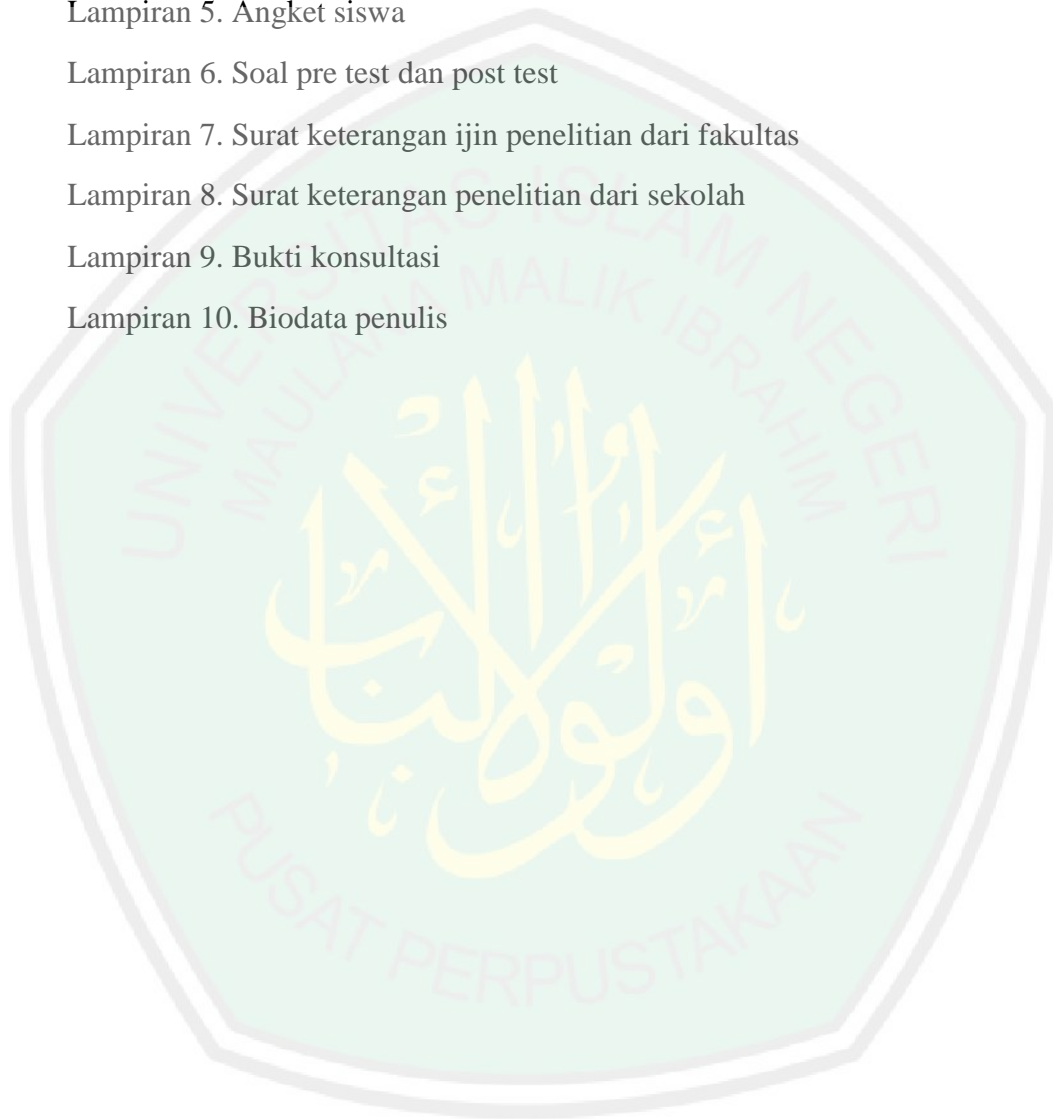 Lampiran 5. Angket siswa
Lampiran 6. Soal pre test dan post test
Lampiran 7. Surat keterangan ijin penelitian dari fakultas
Lampiran 8. Surat keterangan penelitian dari sekolah
Lampiran 9. Bukti konsultasi
Lampiran 10. Biodata penulis
UNIVERSITAS ISLAM NEGERI
MAULANA MALIK IBRAHIM
أولوا الألباب
PUSAT PERPUSTAKAAN